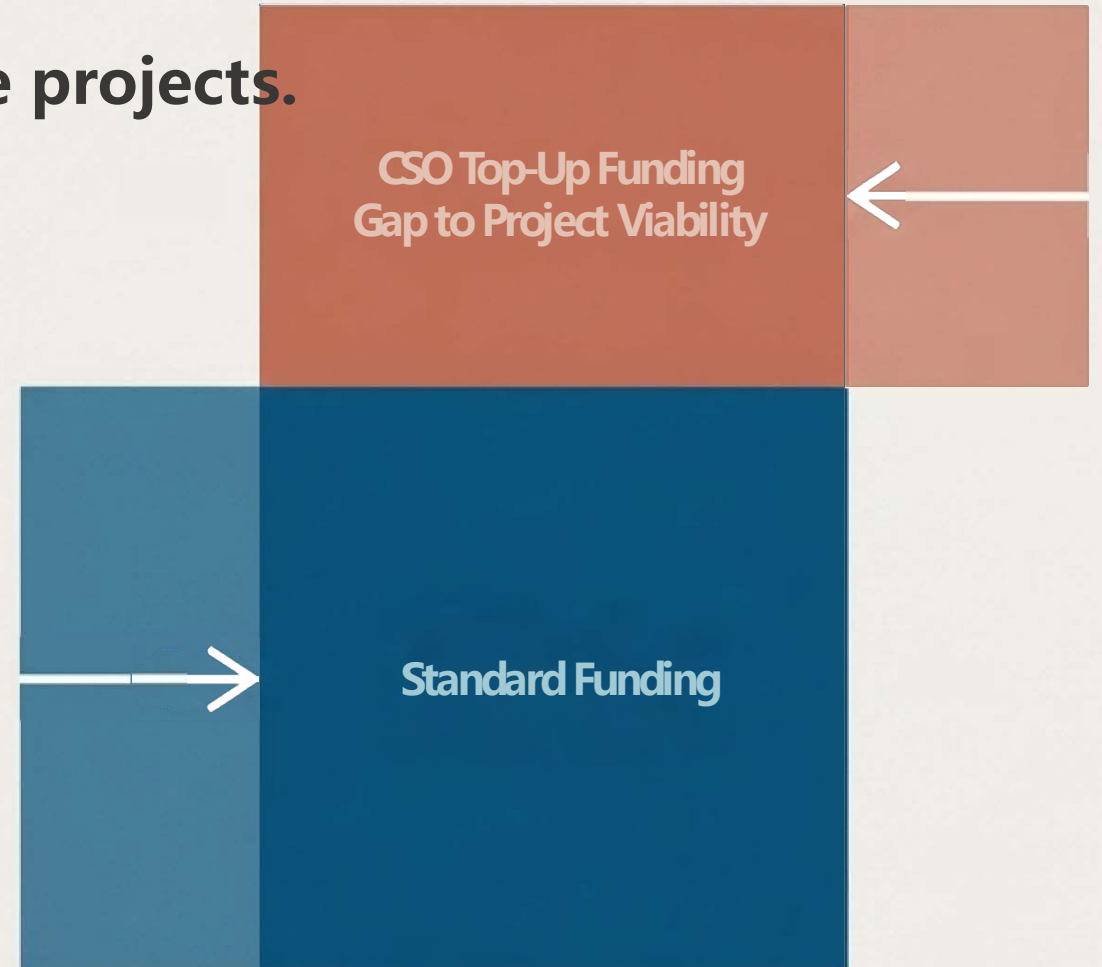 e projects.
CSO Top-Up Funding
Gap to Project Viability
Standard Funding